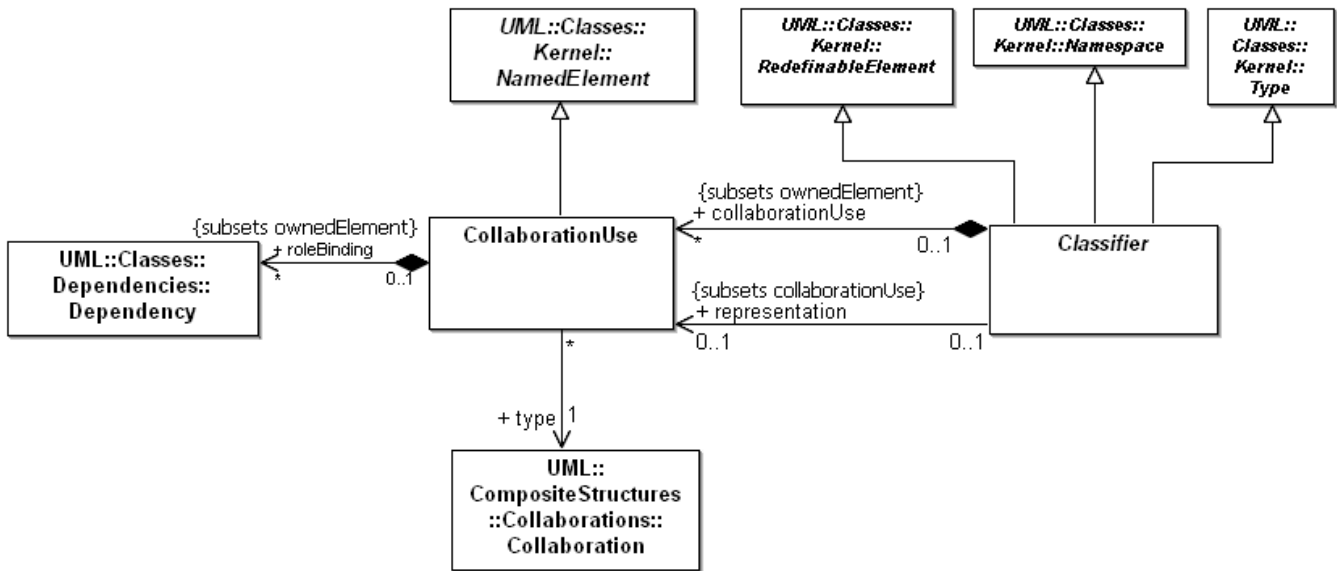 UML::Classes::
Kernel::
NamedElement
UML::Classes::
Kernel::
RedefinableElement
UML::Classes::
Kernel::Namespace
UML::
Classes::
Kernel::
Type
{subsets ownedElement}
+ roleBinding
*
0..1
UML::Classes::
Dependencies::
Dependency
CollaborationUse
{subsets ownedElement}
+ collaborationUse
*
0..1
{subsets collaborationUse}
+ representation
0..1
0..1
Classifier
*
+ type
1
UML::
CompositeStructures
::Collaborations::
Collaboration